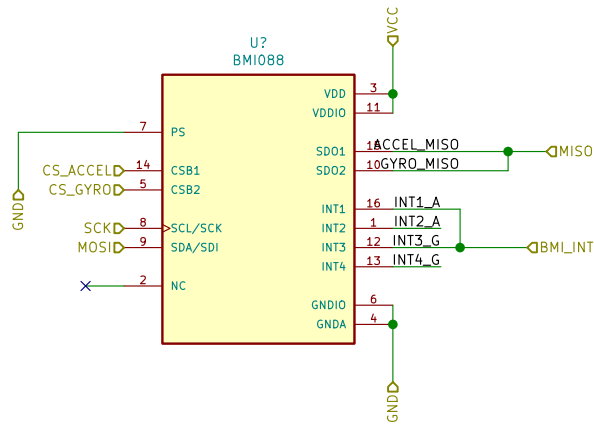 VCC
U?
BMI088
VDD 3
VDDIO 11
7 PS
SDO1 ACCEL_MISO
MISO
CS_ACCEL 14 CSB1
SDO2 10 GYRO_MISO
CS_GYRO 5 CSB2
GND
INT1 16 INT1_A
SCK 8 SCL/SCK
INT2 1 INT2_A
MOSI 9 SDA/SDI
INT3 12 INT3_G
BMI_INT
INT4 13 INT4_G
2 NC
GNDIO 6
GNDA 4
GND